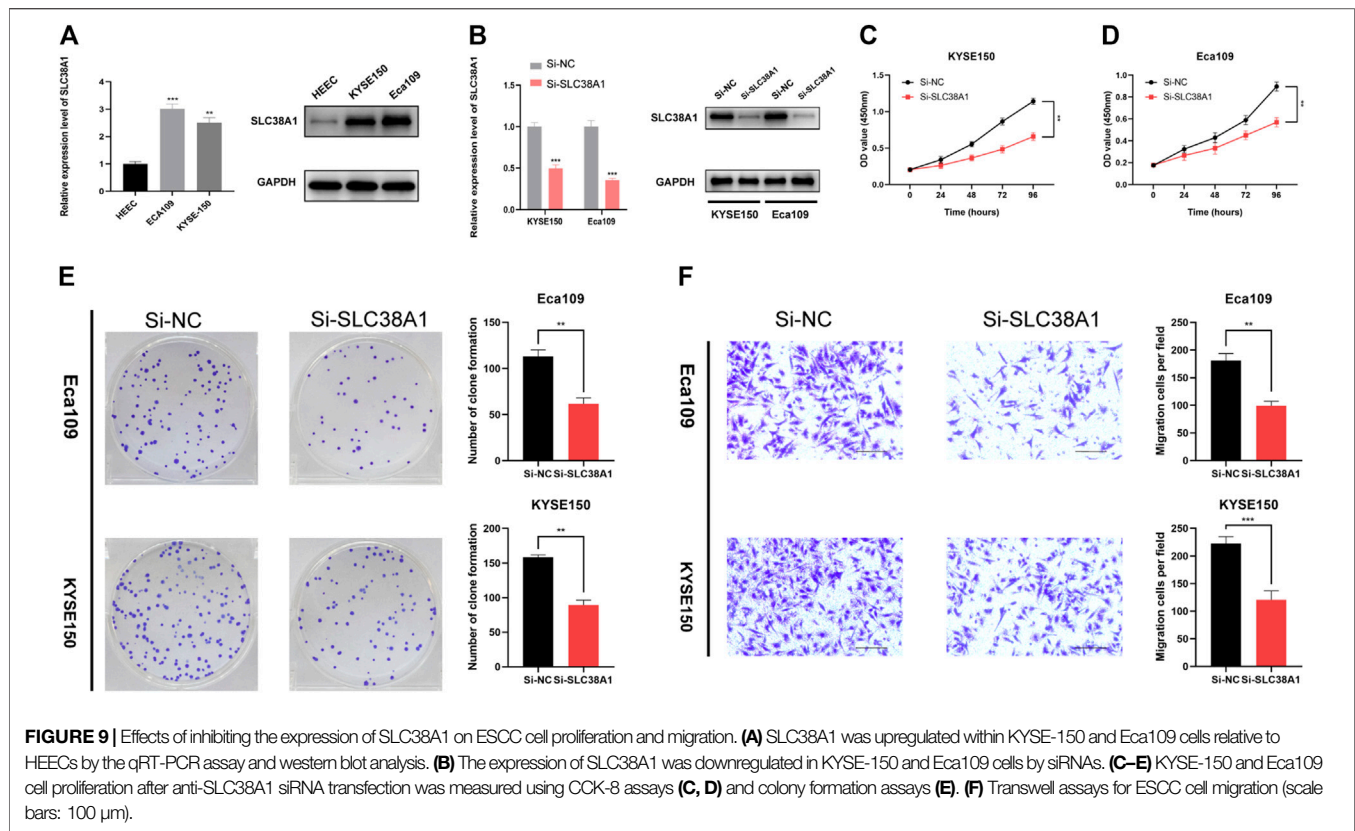 A
Relative expression level of SLC38A1
4
3
2
1
0
***
**
HEEC
ECA109
KYSE-150
HEEC
KYSE150
Eca109
SLC38A1
GAPDH
B
Relative expression level of SLC38A1
Si-NC
Si-SLC38A1
1.5
1.0
0.5
0.0
***
***
KYSE150
Eca109
Si-NC
Si-SLC38A1
Si-NC
Si-SLC38A1
SLC38A1
GAPDH
KYSE150
Eca109
C
KYSE150
Si-NC
Si-SLC38A1
OD value (450nm)
1.5
1.0
0.5
0.0
**
0 24 48 72 96
Time (hours)
D
Eca109
Si-NC
Si-SLC38A1
OD value (450nm)
1.0
0.8
0.6
0.4
0.2
0.0
**
0 24 48 72 96
Time (hours)
E
Si-NC
Si-SLC38A1
Eca109
KYSE150
Eca109
Number of clone formation
150
100
50
0
**
Si-NC Si-SLC38A1
KYSE150
Number of clone formation
200
150
100
50
0
**
Si-NC Si-SLC38A1
F
Si-NC
Si-SLC38A1
Eca109
KYSE150
Eca109
Migration cells per field
250
200
150
100
50
0
**
Si-NC Si-SLC38A1
KYSE150
Migration cells per field
250
200
150
100
50
0
***
Si-NC Si-SLC38A1
FIGURE 9 | Effects of inhibiting the expression of SLC38A1 on ESCC cell proliferation and migration. (A) SLC38A1 was upregulated within KYSE-150 and Eca109 cells relative to
HEECs by the qRT-PCR assay and western blot analysis. (B) The expression of SLC38A1 was downregulated in KYSE-150 and Eca109 cells by siRNAs. (C–E) KYSE-150 and Eca109
cell proliferation after anti-SLC38A1 siRNA transfection was measured using CCK-8 assays (C, D) and colony formation assays (E). (F) Transwell assays for ESCC cell migration (scale
bars: 100 µm).